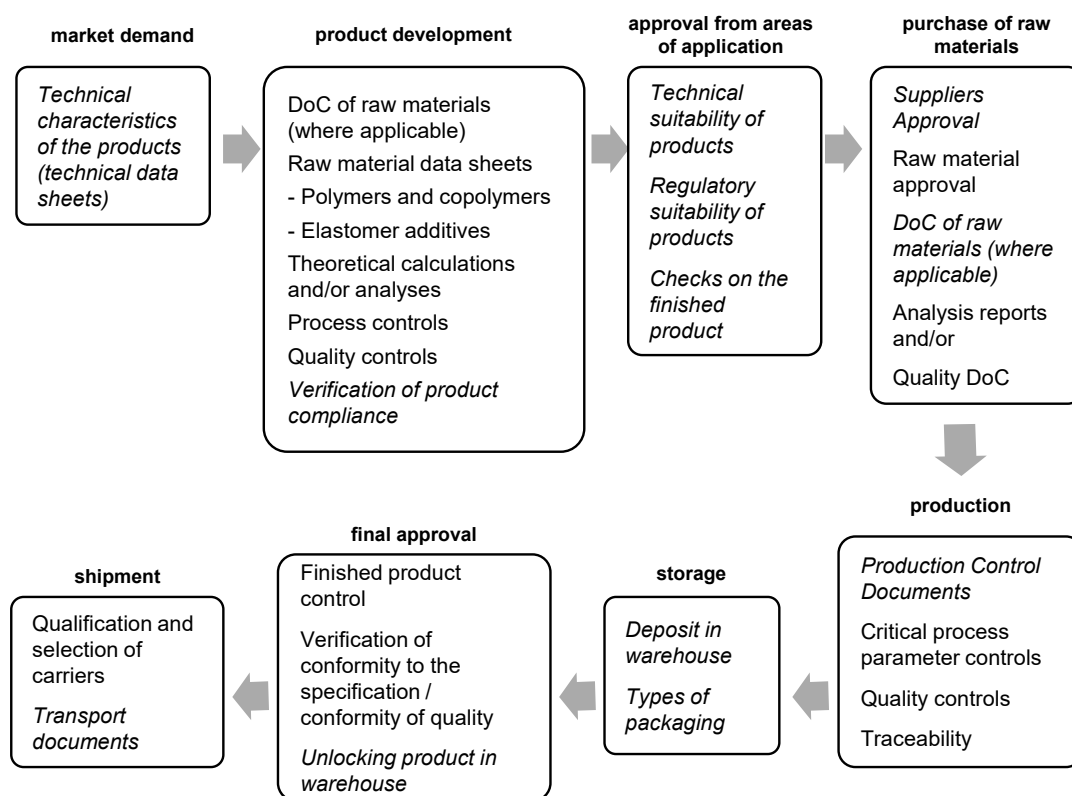 market demand
Technical
characteristics
of the products
(technical data
sheets)
product development
DoC of raw materials
(where applicable)
Raw material data sheets
- Polymers and copolymers
- Elastomer additives
Theoretical calculations
and/or analyses
Process controls
Quality controls
Verification of product
compliance
approval from areas
of application
Technical
suitability of
products
Regulatory
suitability of
products
Checks on the
finished
product
purchase of raw
materials
Suppliers
Approval
Raw material
approval
DoC of raw
materials (where
applicable)
Analysis reports
and/or
Quality DoC
production
Production Control
Documents
Critical process
parameter controls
Quality controls
Traceability
storage
Deposit in
warehouse
Types of
packaging
final approval
Finished product
control
Verification of
conformity to the
specification /
conformity of quality
Unlocking product in
warehouse
shipment
Qualification and
selection of
carriers
Transport
documents